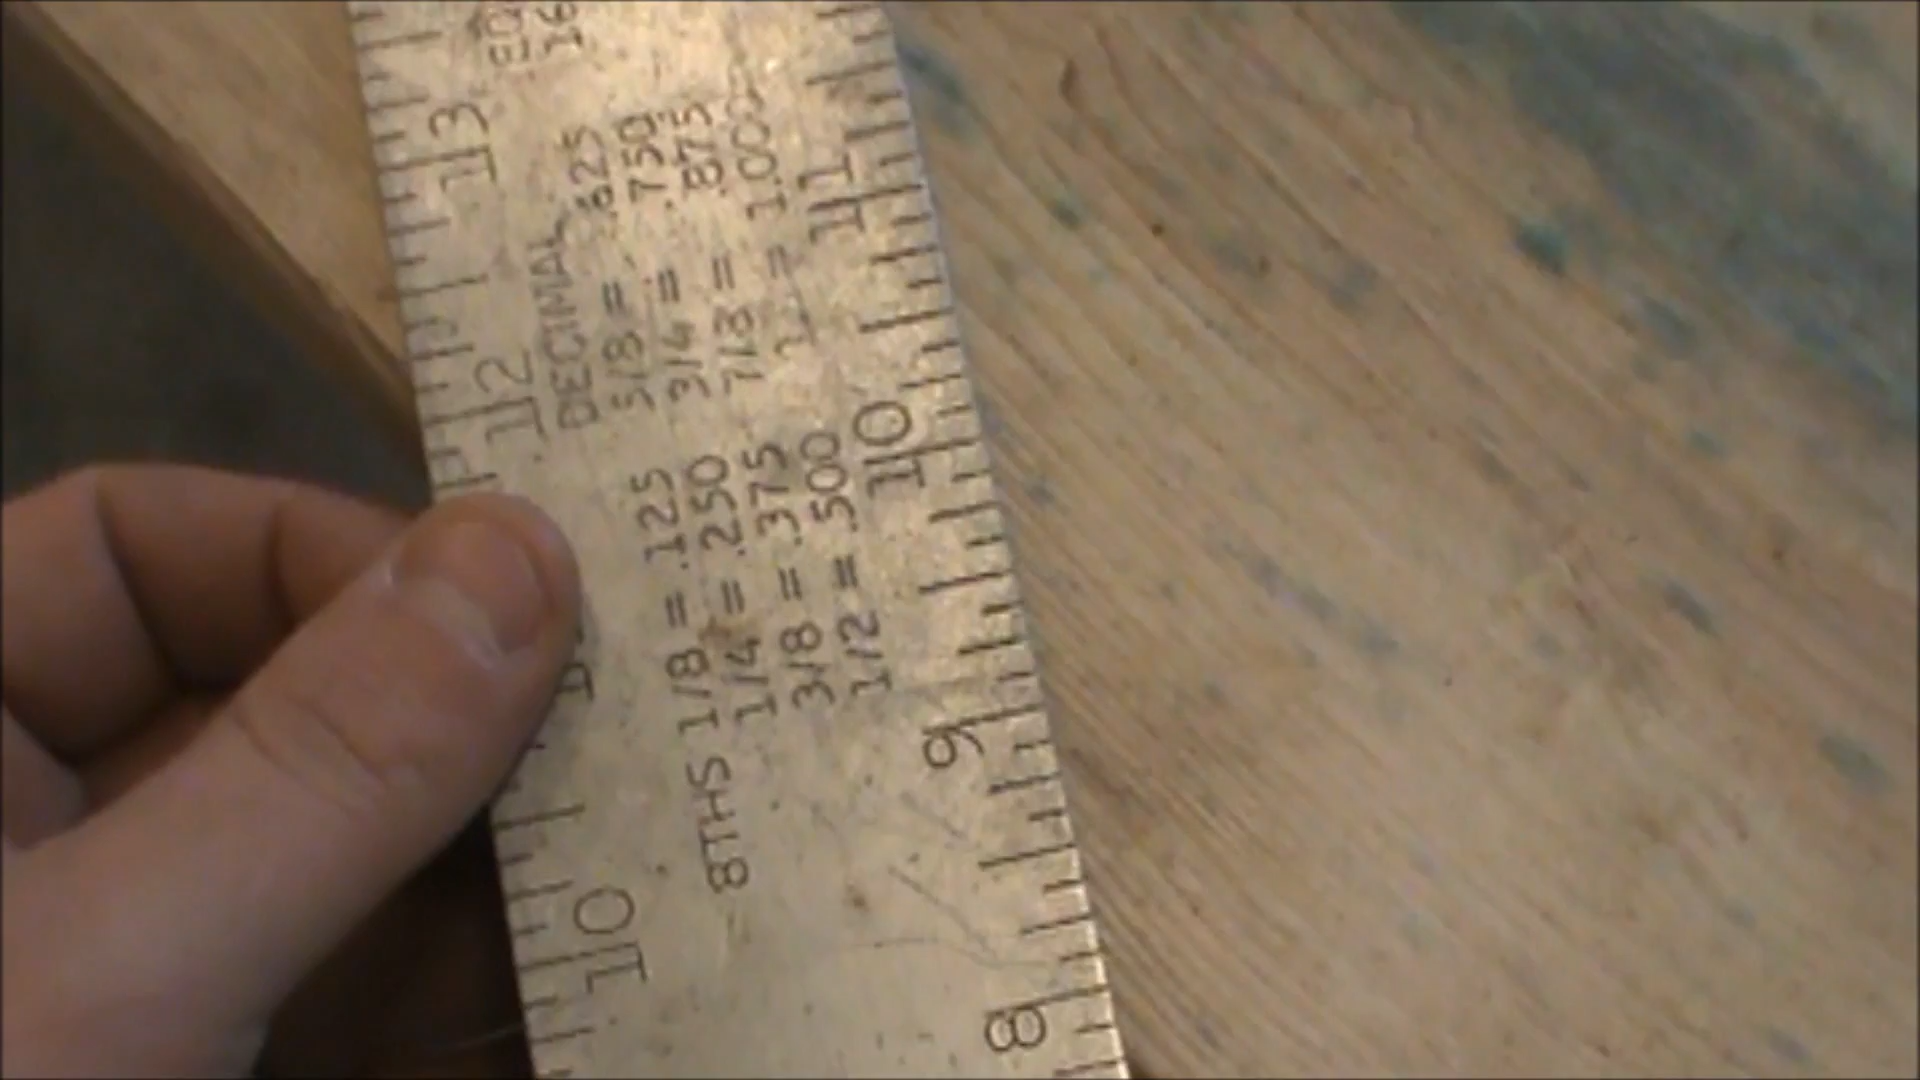 8THS 1/8 = .125
1/4 = .250
3/8 = .375
1/2 = .500
DECIMAL
5/8 = .625
3/4 = .750
7/8 = .875
1 = 1.000
16
13
12
10
11
10
9
8